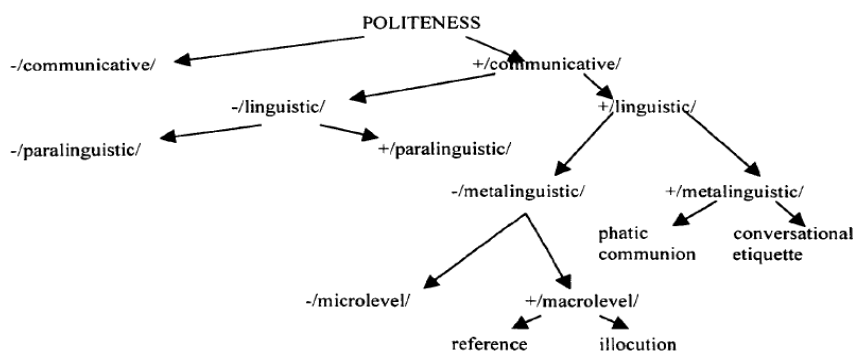 POLITENESS
-/communicative/
+/communicative/
-/linguistic/
+/linguistic/
-/paralinguistic/
+/paralinguistic/
-/metalinguistic/
+/metalinguistic/
phatic
communion
conversational
etiquette
-/microlevel/
+/macrolevel/
reference
illocution